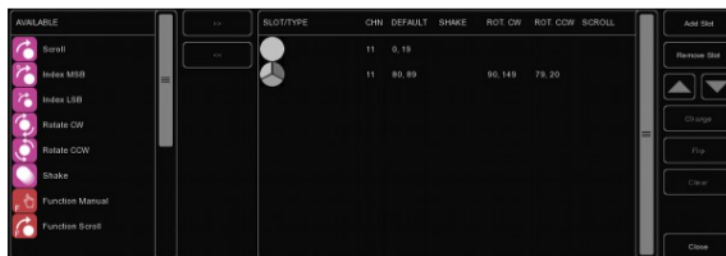 AVAILABLE
Scroll
Index MSB
Index LSB
Rotate CW
Rotate CCW
Shake
Function Manual
Function Scroll
>>
<<
SLOT/TYPE CHN DEFAULT SHAKE ROT. CW ROT. CCW SCROLL
11 0, 19
11 80, 89 90, 149 79, 20
Add Slot
Remove Slot
Change
Flip
Clear
Close